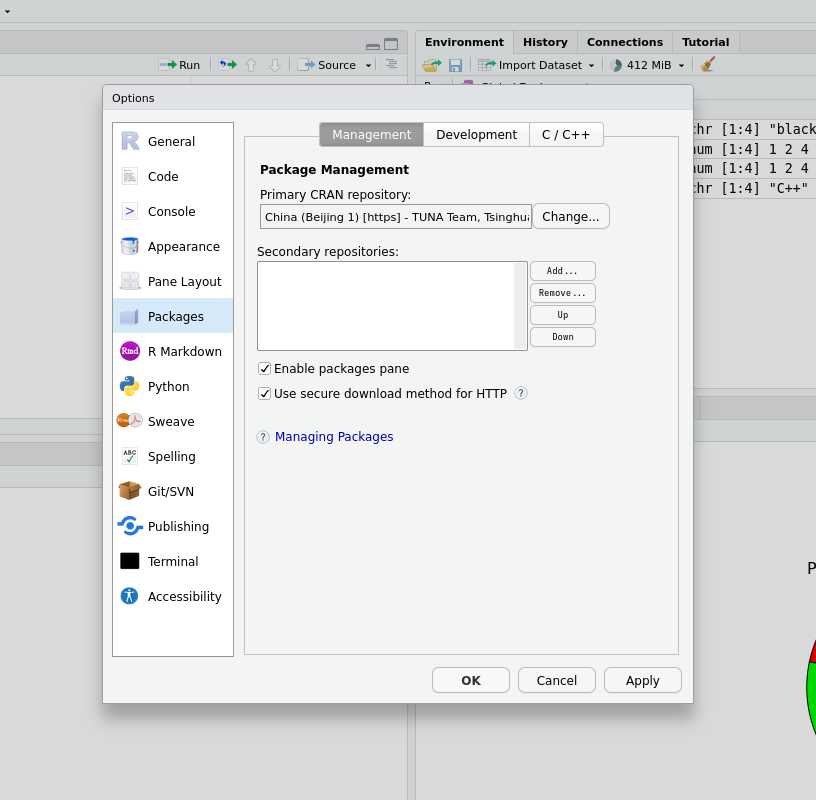 Run
Source
Environment
History
Connections
Tutorial
Import Dataset
412 MiB
Options
chr [1:4] "black
num [1:4] 1 2 4
num [1:4] 1 2 4
chr [1:4] "C++"
General
Code
Console
Appearance
Pane Layout
Packages
R Markdown
Python
Sweave
Spelling
Git/SVN
Publishing
Terminal
Accessibility
Rmd
ABC
Management
Development
C / C++
Package Management
Primary CRAN repository:
China (Beijing 1) [https] - TUNA Team, Tsinghua
Change...
Secondary repositories:
Add...
Remove...
Up
Down
Enable packages pane
Use secure download method for HTTP ?
? Managing Packages
P
OK
Cancel
Apply